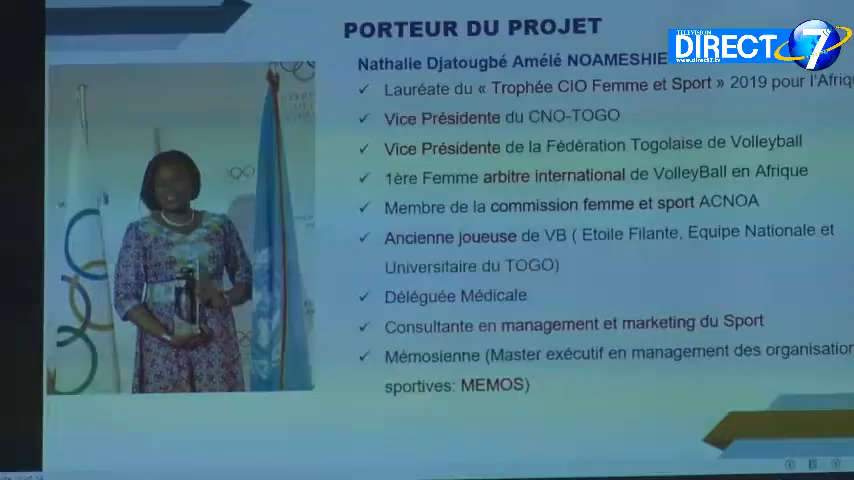 PORTEUR DU PROJET
Nathalie Djatougbé Amélé NOAMESHIE
TELEVISION
DIRECT 7
www.direct7.tv
✓ Lauréate du « Trophée CIO Femme et Sport » 2019 pour l'Afriq
✓ Vice Présidente du CNO-TOGO
✓ Vice Présidente de la Fédération Togolaise de Volleyball
✓ 1ère Femme arbitre international de VolleyBall en Afrique
✓ Membre de la commission femme et sport ACNOA
✓ Ancienne joueuse de VB ( Etoile Filante, Equipe Nationale et
Universitaire du TOGO)
✓ Déléguée Médicale
✓ Consultante en management et marketing du Sport
✓ Mémosienne (Master exécutif en management des organisation
sportives: MEMOS)